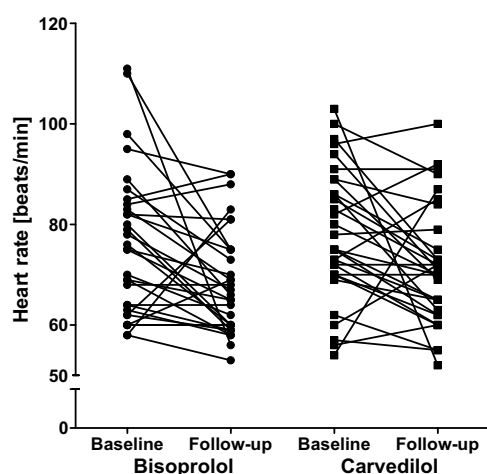 120
100
80
60
50
0
Heart rate [beats/min]
Baseline Follow-up Baseline Follow-up
Bisoprolol Carvedilol